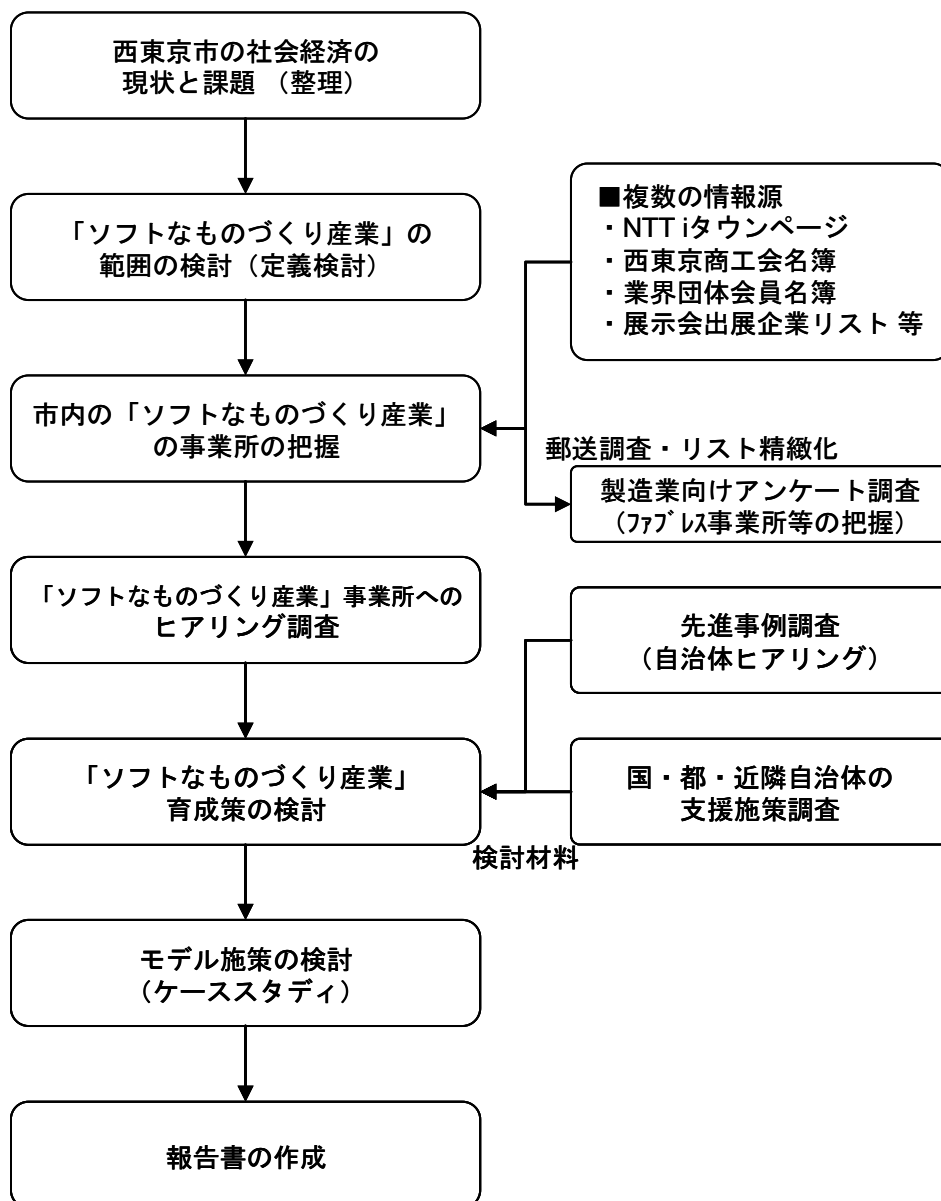 西東京市の社会経済の
現状と課題 （整理）
「ソフトなものづくり産業」の
範囲の検討（定義検討）
■複数の情報源
・NTT iタウンページ
・西東京商工会名簿
・業界団体会員名簿
・展示会出展企業リスト 等
市内の「ソフトなものづくり産業」
の事業所の把握
郵送調査・リスト精緻化
製造業向けアンケート調査
（ﾌｧﾌﾞﾚｽ事業所等の把握）
「ソフトなものづくり産業」事業所への
ヒアリング調査
先進事例調査
（自治体ヒアリング）
「ソフトなものづくり産業」
育成策の検討
国・都・近隣自治体の
支援施策調査
検討材料
モデル施策の検討
（ケーススタディ）
報告書の作成